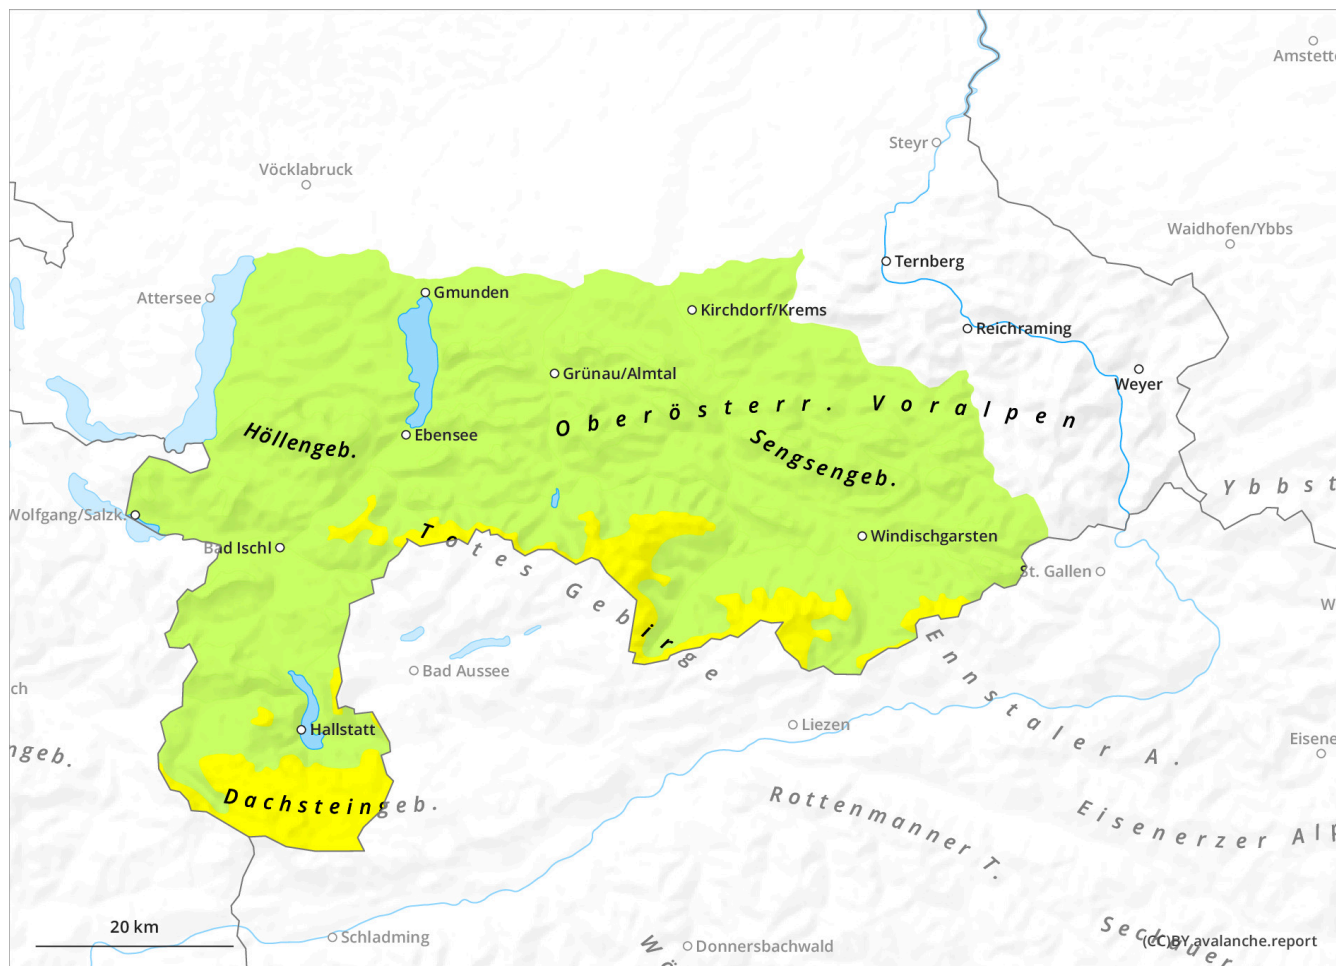 Amstett
Steyr
Vöcklabruck
Waidhofen/Ybbs
Ternberg
Attersee
Gmunden
Kirchdorf/Krems
Reichraming
Grünau/Almtal
Weyer
Oberösterr. Voralpen
Höllengeb.
Ebensee
Sengsengeb.
Ybbst
Wolfgang/Salzk.
Totes Gebirge
Windischgarsten
Bad Ischl
St. Gallen
W
Ennstaler A.
Bad Aussee
ch
Hallstatt
Liezen
Eisene
ngeb.
Dachsteingeb.
Rottenmanner T.
Eisenerzer Alp
20 km
Schladming
Donnersbachwald
Seckauer
(CC)BY avalanche.report
Wö